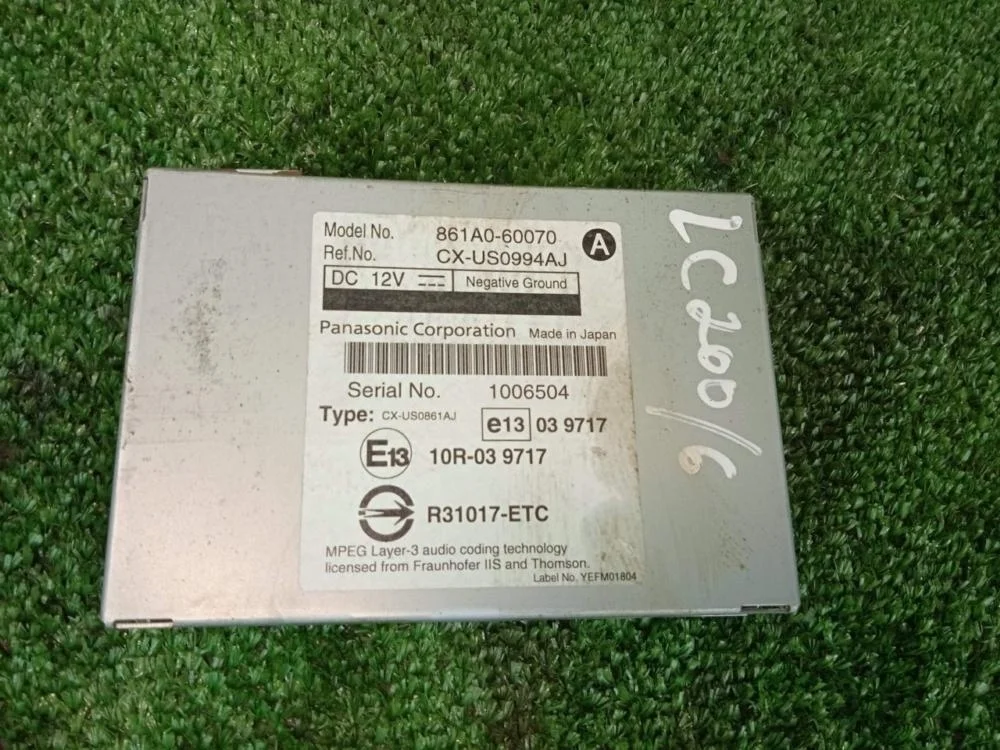 Model No. 861A0-60070 A
Ref.No. CX-US0994AJ
DC 12V Negative Ground
Panasonic Corporation Made in Japan
Serial No. 1006504
Type: CX-US0861AJ e13 03 9717
E13 10R-03 9717
R31017-ETC
MPEG Layer-3 audio coding technology
licensed from Fraunhofer IIS and Thomson.
Label No. YEFM01804
LC200/6